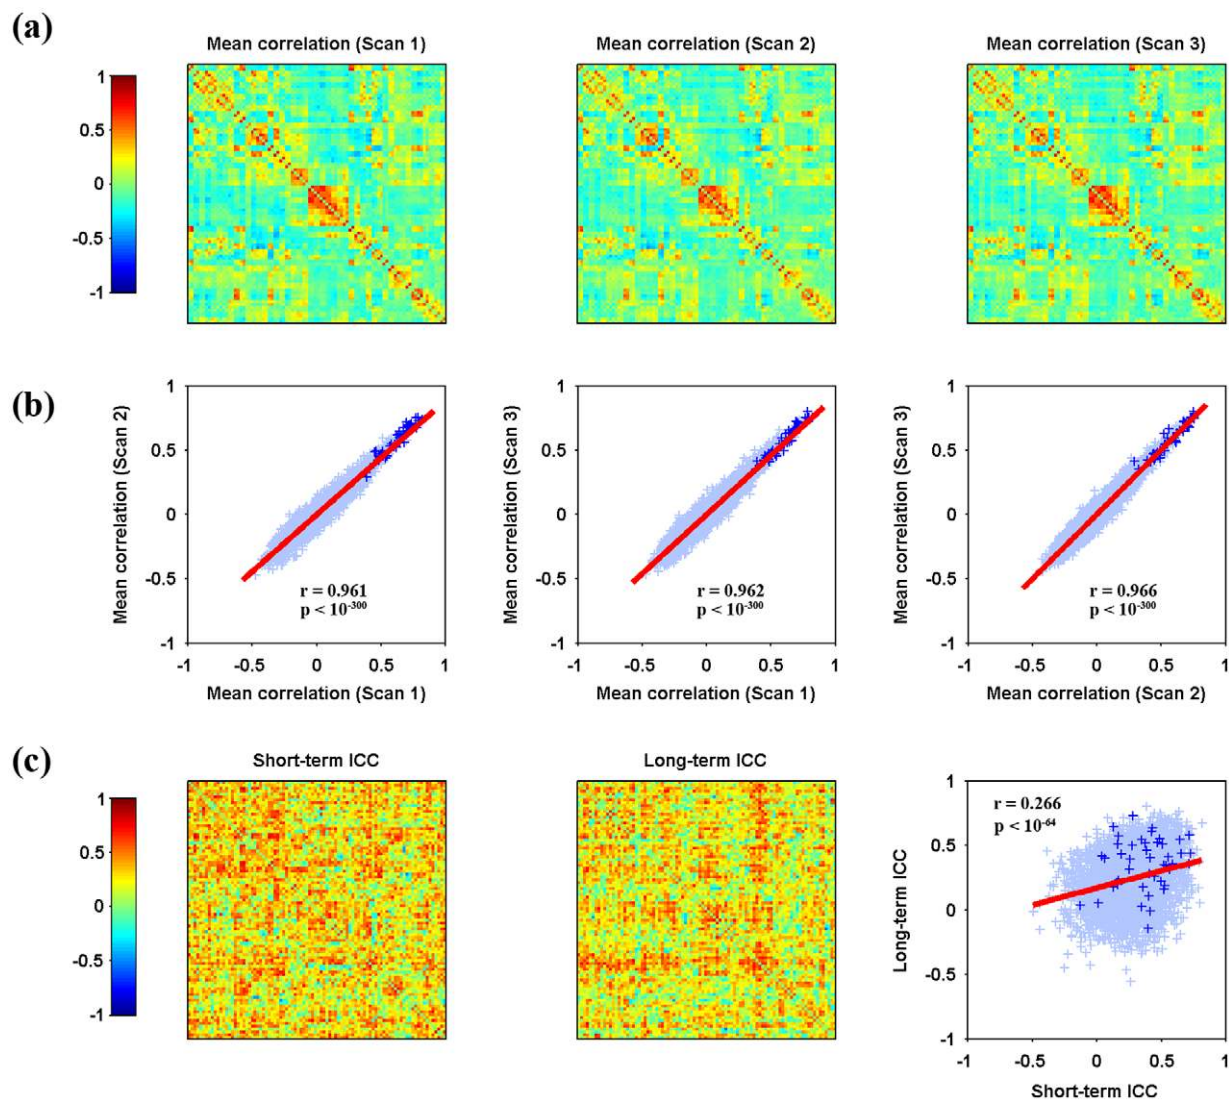 (a)
Mean correlation (Scan 1)
Mean correlation (Scan 2)
Mean correlation (Scan 3)
1
0.5
0
-0.5
-1
(b)
1
0.5
0
-0.5
-1
Mean correlation (Scan 2)
r = 0.961
p < 10-300
-1 -0.5 0 0.5 1
Mean correlation (Scan 1)
1
0.5
0
-0.5
-1
Mean correlation (Scan 3)
r = 0.962
p < 10-300
-1 -0.5 0 0.5 1
Mean correlation (Scan 1)
1
0.5
0
-0.5
-1
Mean correlation (Scan 3)
r = 0.966
p < 10-300
-1 -0.5 0 0.5 1
Mean correlation (Scan 2)
(c)
Short-term ICC
Long-term ICC
1
0.5
0
-0.5
-1
1
0.5
0
-0.5
-1
Long-term ICC
r = 0.266
p < 10-64
-1 -0.5 0 0.5 1
Short-term ICC